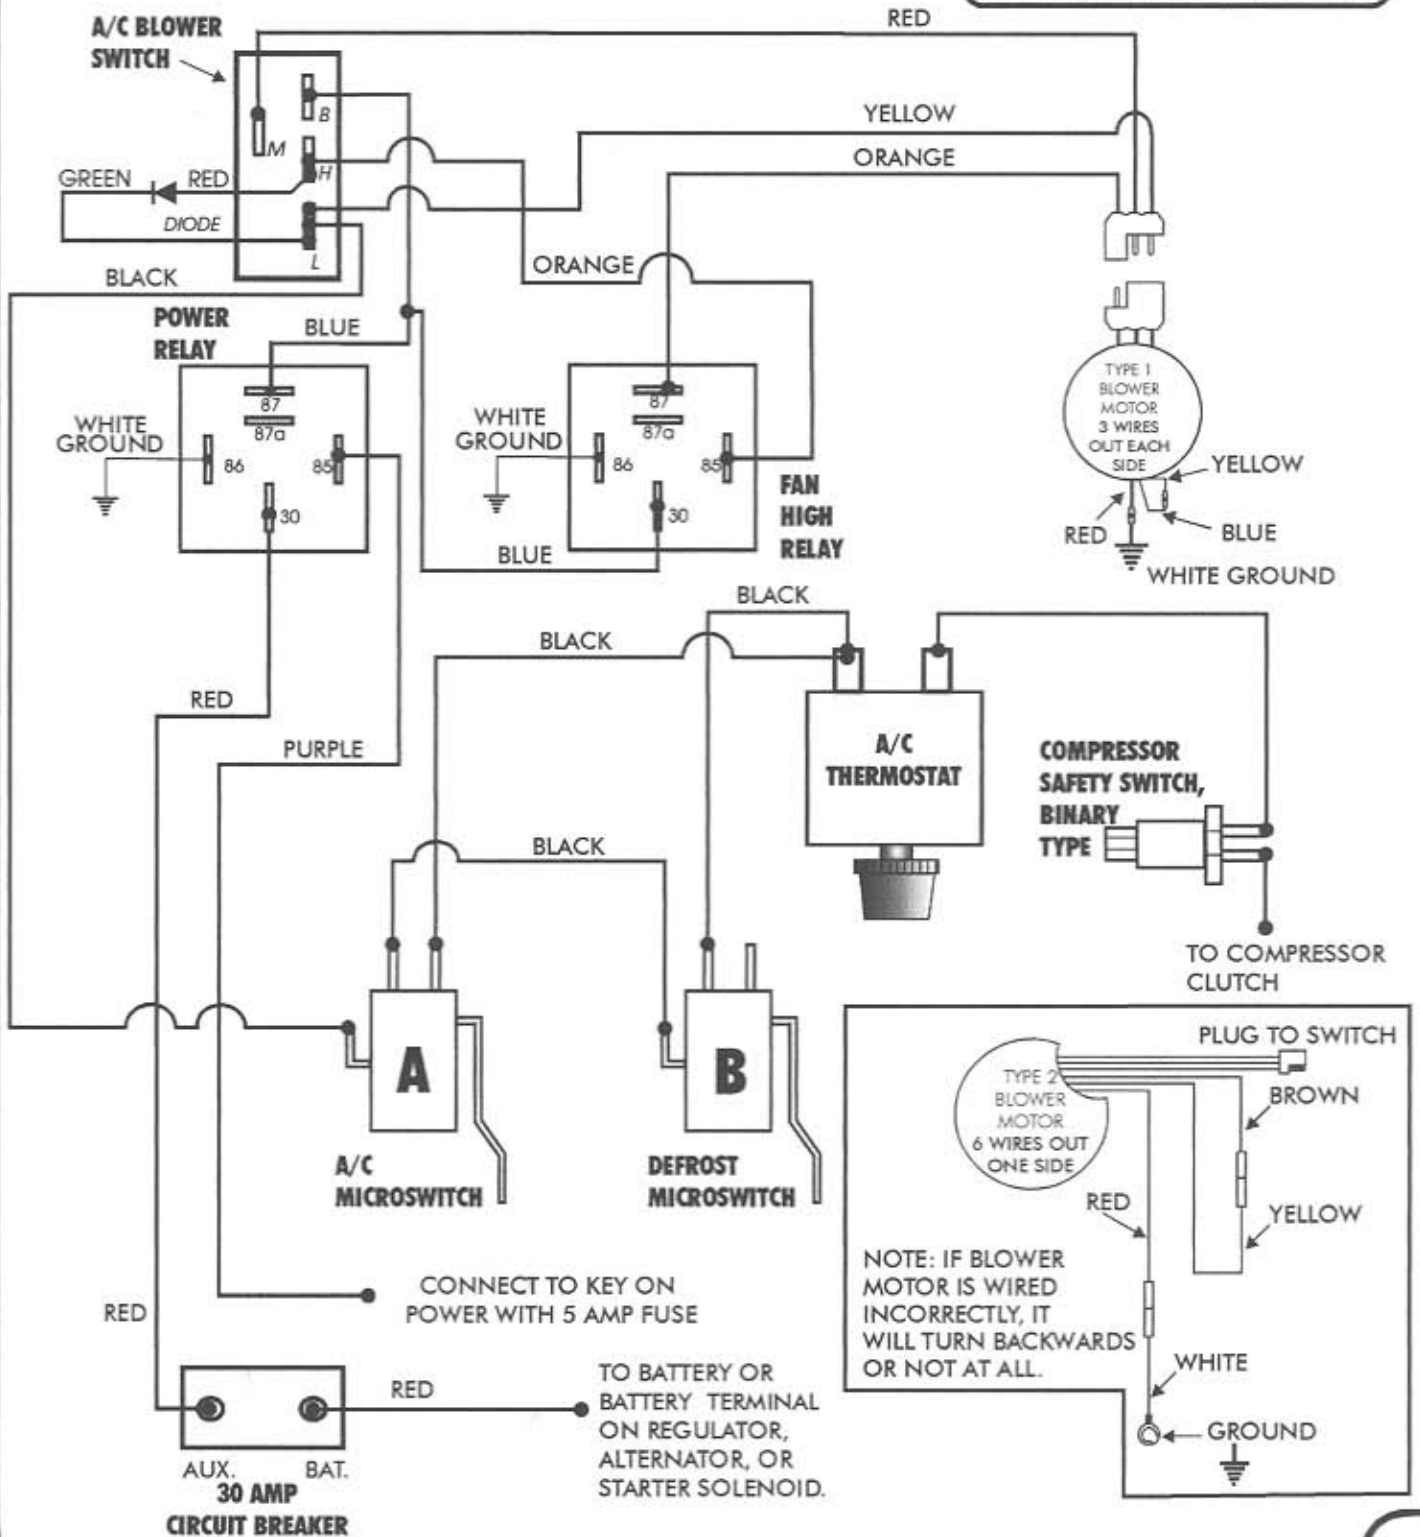 RED
A/C BLOWER
SWITCH
B
M
YELLOW
ORANGE
H
GREEN
RED
DIODE
L
ORANGE
BLACK
POWER
RELAY
BLUE
87
87a
86
85
30
WHITE
GROUND
WHITE
GROUND
87
87a
86
85
30
FAN
HIGH
RELAY
BLUE
TYPE 1
BLOWER
MOTOR
3 WIRES
OUT EACH
SIDE
YELLOW
RED
BLUE
WHITE GROUND
BLACK
BLACK
RED
PURPLE
A/C
THERMOSTAT
COMPRESSOR
SAFETY SWITCH,
BINARY
TYPE
BLACK
TO COMPRESSOR
CLUTCH
A
B
A/C
MICROSWITCH
DEFROST
MICROSWITCH
PLUG TO SWITCH
TYPE 2
BLOWER
MOTOR
6 WIRES OUT
ONE SIDE
BROWN
RED
YELLOW
NOTE: IF BLOWER
MOTOR IS WIRED
INCORRECTLY, IT
WILL TURN BACKWARDS
OR NOT AT ALL.
WHITE
GROUND
CONNECT TO KEY ON
POWER WITH 5 AMP FUSE
RED
RED
TO BATTERY OR
BATTERY TERMINAL
ON REGULATOR,
ALTERNATOR, OR
STARTER SOLENOID.
AUX.
BAT.
30 AMP
CIRCUIT BREAKER